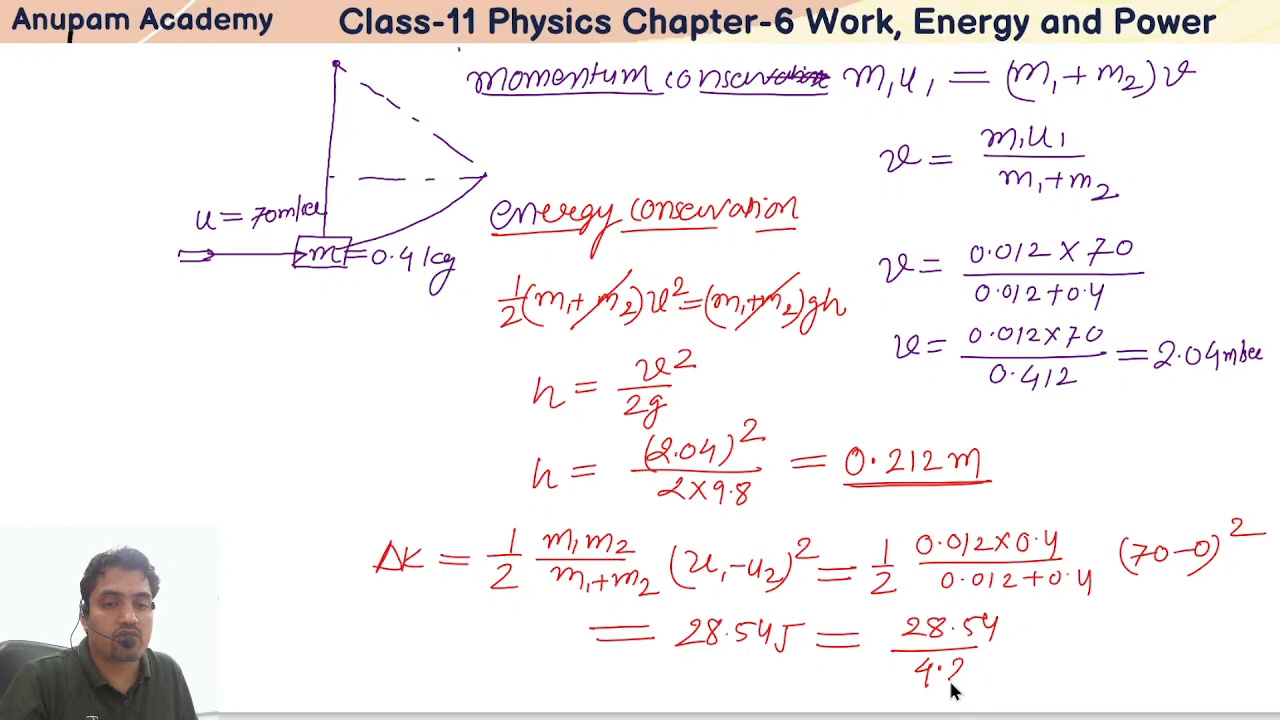 Anupam Academy
Class-11 Physics Chapter-6 Work, Energy and Power
momentum conservation m₁u₁ = (m₁+m₂)v
v = m₁u₁/(m₁+m₂)
u = 70m/sec
m = 0.4 kg
energy conservation
v = (0.012 × 70)/(0.012+0.4)
1/2(m₁+m₂)v² = (m₁+m₂)gh
v = (0.012×70)/0.412 = 2.04m/sec
h = v²/2g
h = (2.04)²/(2×9.8) = 0.212m
ΔK = 1/2 m₁m₂/(m₁+m₂) (u₁-u₂)² = 1/2 (0.012×0.4)/(0.012+0.4) (70-0)²
= 28.54J = 28.54/4.2